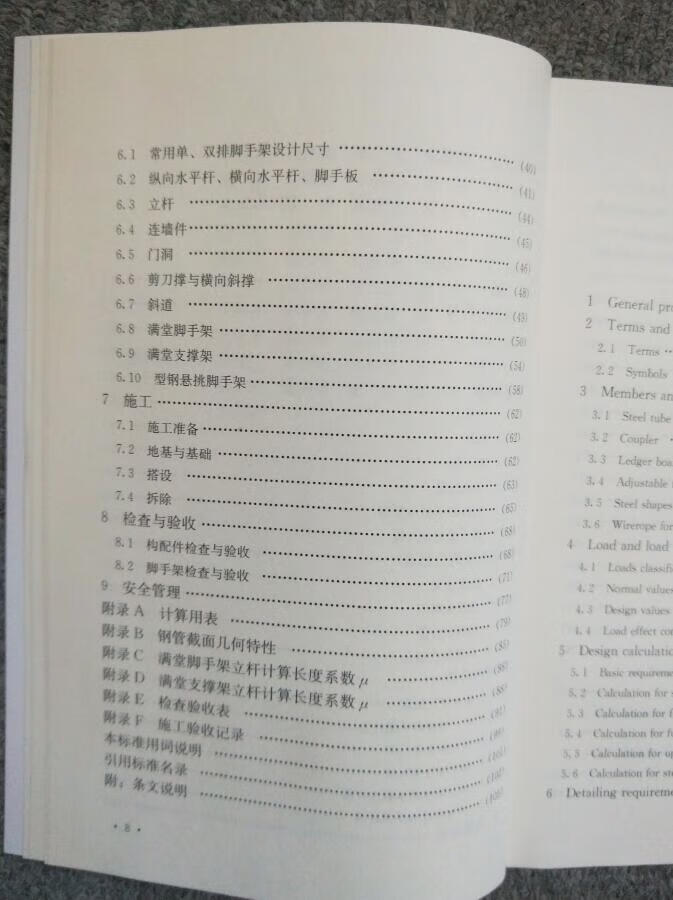 6.1 常用单、双排脚手架设计尺寸 ……………… (40)
6.2 纵向水平杆、横向水平杆、脚手板 ……………… (41)
6.3 立杆 ……………… (44)
6.4 连墙件……………… (45)
6.5 门洞 ……………… (46)
6.6 剪刀撑与横向斜撑 ……………… (48)
6.7 斜道 ……………… (49)
6.8 满堂脚手架 ……………… (50)
6.9 满堂支撑架 ……………… (54)
6.10 型钢悬挑脚手架 ……………… (58)
7 施工 ……………… (62)
7.1 施工准备 ……………… (62)
7.2 地基与基础 ……………… (62)
7.3 搭设 ……………… (63)
7.4 拆除 ……………… (65)
8 检查与验收 ……………… (68)
8.1 构配件检查与验收 ……………… (68)
8.2 脚手架检查与验收 ……………… (71)
9 安全管理 ……………… (77)
附录A 计算用表 ……………… (79)
附录B 钢管截面几何特性 ……………… (85)
附录C 满堂脚手架立杆计算长度系数μ ……………… (86)
附录D 满堂支撑架立杆计算长度系数μ ……………… (88)
附录E 检查验收表 ……………… (91)
附录F 施工验收记录 ………………
本标准用词说明 ……………… (101)
引用标准名录 ……………… (102)
附:条文说明 ……………… (103)
· 8 ·
1 General
2 Terms and
2.1 Terms …
2.2 Symbols
3 Members
3.1 Steel tube
3.2 Coupler …
3.3 Ledger
3.4 Adjustable
3.5 Steel shapes
3.6 Wirerope for
4 Load and load
4.1 Loads
4.2 Normal values
4.3 Design values
4.4 Load effect
5 Design
5.1 Basic
5.2 Calculation for
5.3 Calculation for
5.4 Calculation for
5.5 Calculation for
5.6 Calculation for
6 Detailing